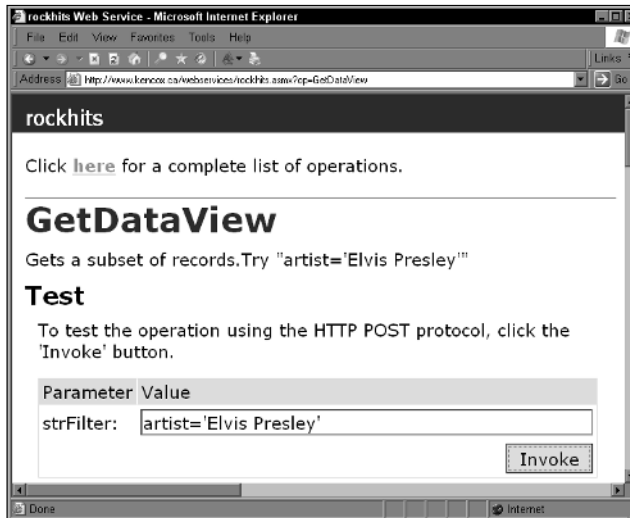 rockhits Web Service - Microsoft Internet Explorer
File Edit View Favorites Tools Help
Links
Address http://www.kencox.ca/webservices/rockhits.asmx?op=GetDataView Go
rockhits
Click here for a complete list of operations.
GetDataView
Gets a subset of records.Try "artist='Elvis Presley'"
Test
To test the operation using the HTTP POST protocol, click the
'Invoke' button.
Parameter Value
strFilter: artist='Elvis Presley'
Invoke
Done Internet